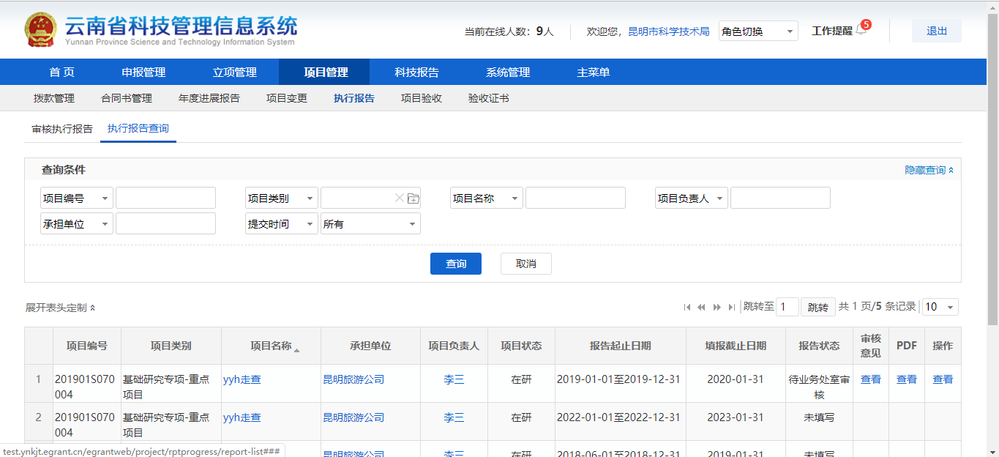 云南省科技管理信息系统
Yunnan Province Science and Technology Information System
当前在线人数：9人 欢迎您，昆明市科学技术局 角色切换 工作提醒 5 退出
首 页 申报管理 立项管理 项目管理 科技报告 系统管理 主菜单
拨款管理 合同书管理 年度进展报告 项目变更 执行报告 项目验收 验收证书
审核执行报告 执行报告查询
查询条件 隐藏查询
项目编号 项目类别 项目名称 项目负责人
承担单位 提交时间 所有
查询 取消
展开表头定制 跳转至 1 跳转 共 1 页/5 条记录 10
项目编号 项目类别 项目名称 承担单位 项目负责人 项目状态 报告起止日期 填报截止日期 报告状态 审核 PDF 操作
意见
1 201901S070 基础研究专项-重点 yyh走查 昆明旅游公司 李三 在研 2019-01-01至2019-12-31 2020-01-31 待业务处室审 查看 查看 查看
004 项目 核
2 201901S070 基础研究专项-重点 yyh走查 昆明旅游公司 李三 在研 2022-01-01至2022-12-31 2023-01-31 未填写
004 项目
昆明旅游公司 李三 在研 2018-06-01至2018-12-31 2019-01-31 未填写
test.ynkjt.egrant.cn/egrantweb/project/rptprogress/report-list###